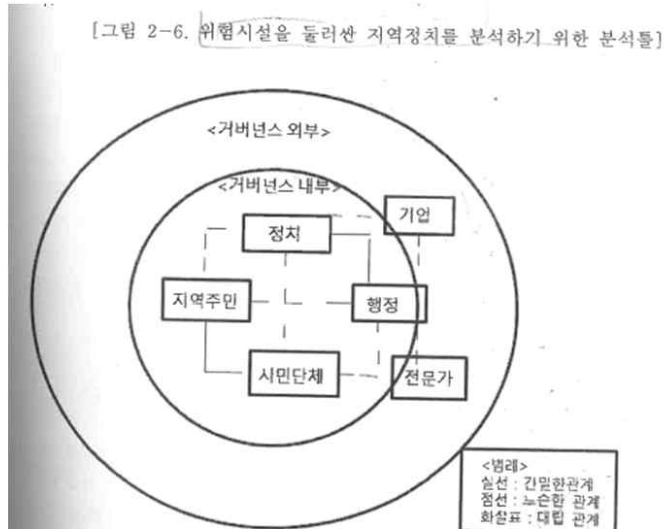 [그림 2-6. 위험시설을 둘러싼 지역정치를 분석하기 위한 분석틀]
<거버넌스 외부>
<거버넌스 내부>
기업
정치
지역주민
행정
시민단체
전문가
<범례>
실선 : 간밀한관계
점선 : 느슨한 관계
화살표 : 대립 관계